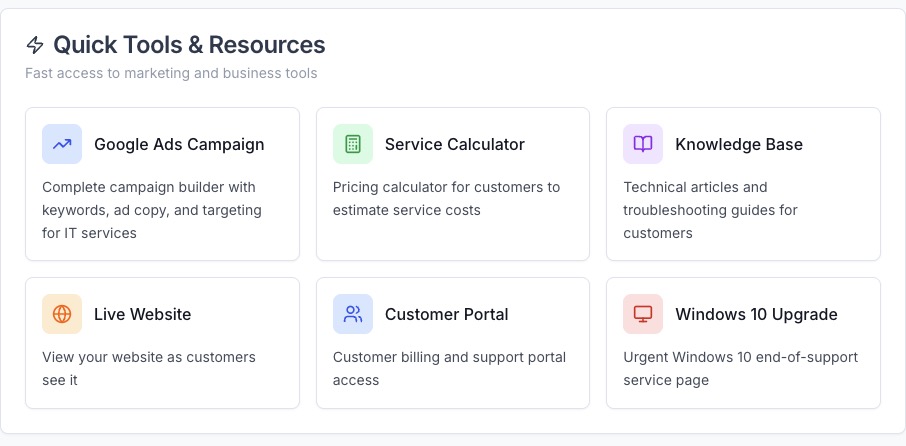 Quick Tools & Resources
Fast access to marketing and business tools
Google Ads Campaign
Complete campaign builder with
keywords, ad copy, and targeting
for IT services
Service Calculator
Pricing calculator for customers to
estimate service costs
Knowledge Base
Technical articles and
troubleshooting guides for
customers
Live Website
View your website as customers
see it
Customer Portal
Customer billing and support portal
access
Windows 10 Upgrade
Urgent Windows 10 end-of-support
service page